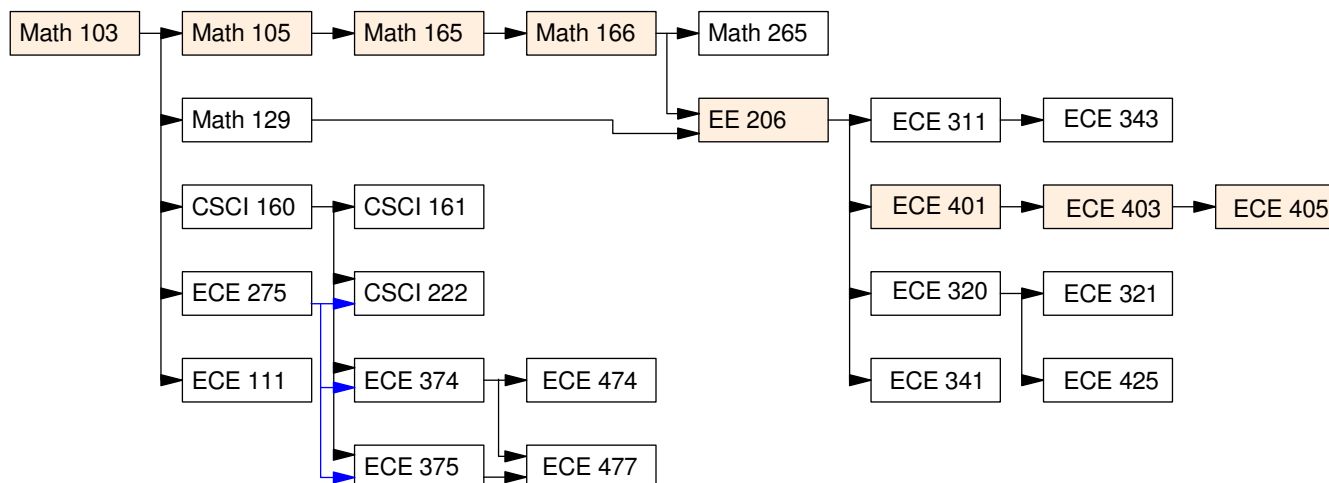 Math 103
Math 105
Math 165
Math 166
Math 265
Math 129
EE 206
ECE 311
ECE 343
CSCI 160
CSCI 161
ECE 401
ECE 403
ECE 405
ECE 275
CSCI 222
ECE 320
ECE 321
ECE 111
ECE 374
ECE 474
ECE 341
ECE 425
ECE 375
ECE 477